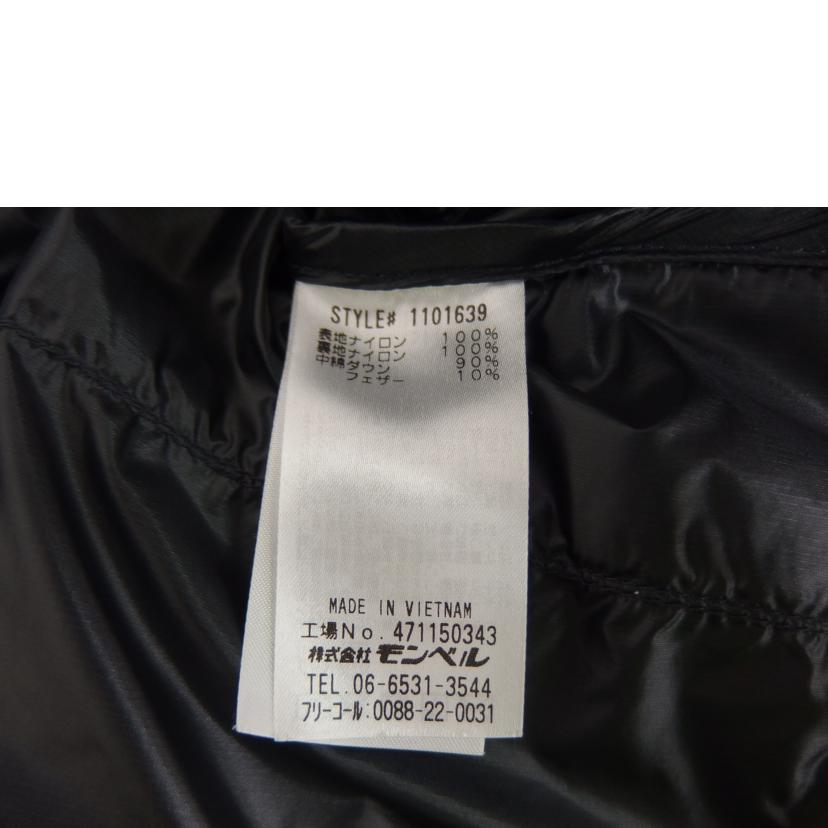 STYLE# 1101639
表地ナイロン 100%
裏地ナイロン 100%
中綿ダウン 90%
フェザー 10%
MADE IN VIETNAM
工場No. 471150343
株式会社 モンベル
TEL. 06-6531-3544
フリーコール:0088-22-0031